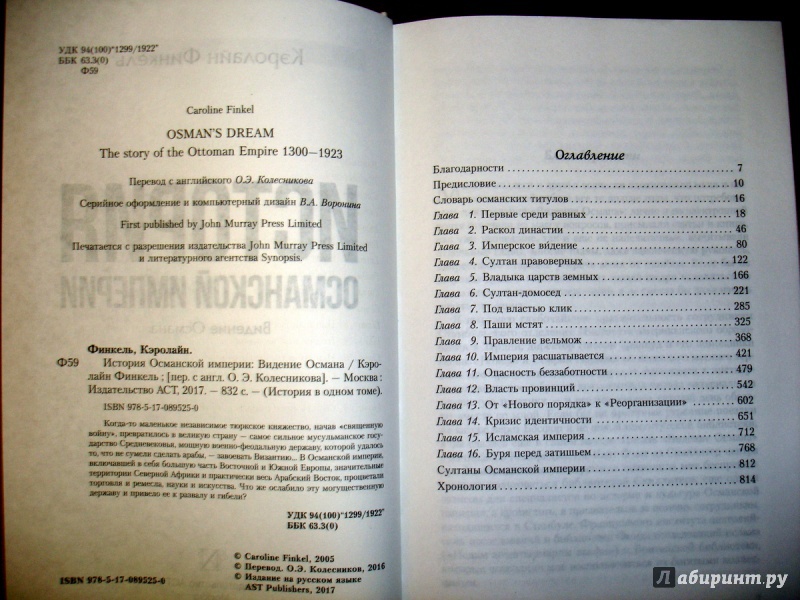 УДК 94(100)"1299/1922"
ББК 63.3(0)
Ф59
Caroline Finkel
OSMAN'S DREAM
The story of the Ottoman Empire 1300—1923
Перевод с английского О.Э. Колесникова
Серийное оформление и компьютерный дизайн В.А. Воронина
First published by John Murray Press Limited
Печатается с разрешения издательства John Murray Press Limited
и литературного агентства Synopsis.
Финкель, Кэролайн.
Ф59 История Османской империи: Видение Османа / Кэро-
лайн Финкель ; [пер. с англ. О. Э. Колесникова]. — Москва :
Издательство АСТ, 2017. — 832 с. — (История в одном томе).
ISBN 978-5-17-089525-0
Когда-то маленькое независимое тюркское княжество, начав «священную
войну», превратилось в великую страну — самое сильное мусульманское госу-
дарство Средневековья, мощную военно-феодальную державу, которой удалось
то, что не сумели сделать арабы, — завоевать Византию... В Османской империи,
включавшей в себя большую часть Восточной и Южной Европы, значительные
территории Северной Африки и практически весь Арабский Восток, процветали
торговля и ремесла, науки и искусства. Что же ослабило эту могущественную
державу и привело ее к развалу и гибели?
УДК 94(100)"1299/1922"
ББК 63.3(0)
© Caroline Finkel, 2005
© Перевод. О.Э. Колесников, 2016
© Издание на русском языке
AST Publishers, 2017
ISBN 978-5-17-089525-0
Оглавление
Благодарности 7
Предисловие 10
Словарь османских титулов 16
Глава 1. Первые среди равных 18
Глава 2. Раскол династии 46
Глава 3. Имперское ви́дение 80
Глава 4. Султан правоверных 122
Глава 5. Владыка царств земных 166
Глава 6. Султан-домосед 221
Глава 7. Под властью клик 285
Глава 8. Паши мстят 325
Глава 9. Правление вельмож 368
Глава 10. Империя расшатывается 421
Глава 11. Опасность беззаботности 479
Глава 12. Власть провинций 542
Глава 13. От «Нового порядка» к «Реорганизации» 602
Глава 14. Кризис идентичности 651
Глава 15. Исламская империя 712
Глава 16. Буря перед затишьем 768
Султаны Османской империи 812
Хронология 814
Лабиринт.ру